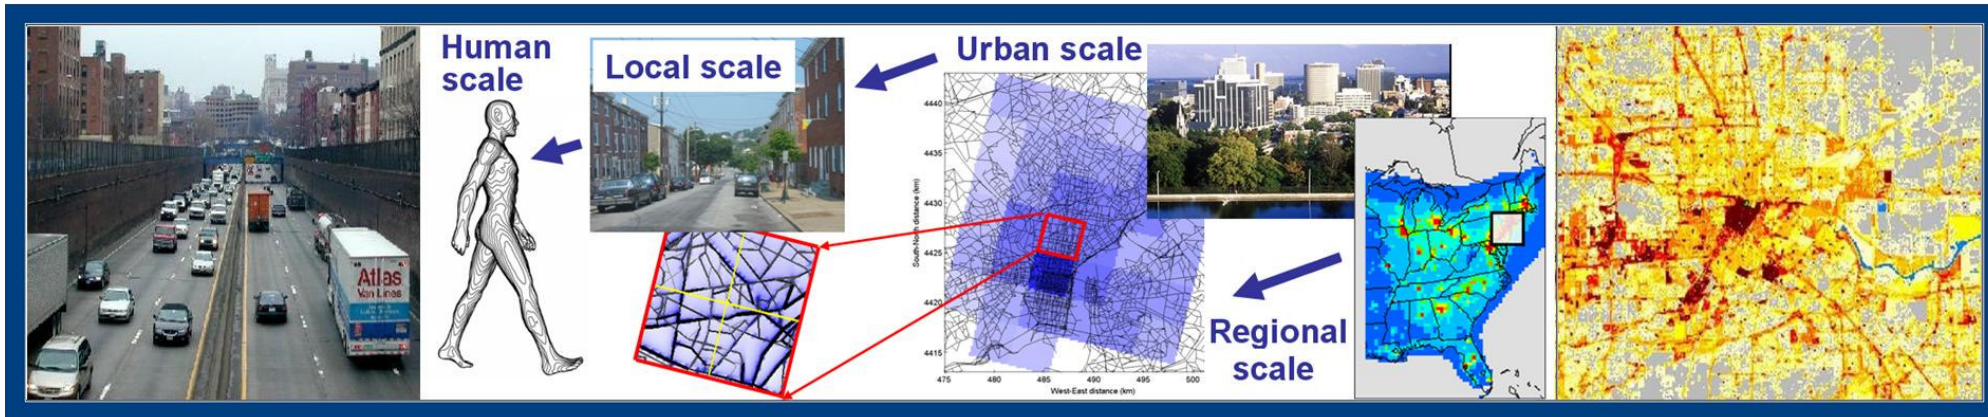 Human
scale
Local scale
Urban scale
Regional
scale
Atlas
Van Lines
South-North distance (km)
4440
4435
4430
4425
4420
4415
475
480
485
490
495
500
West-East distance (km)